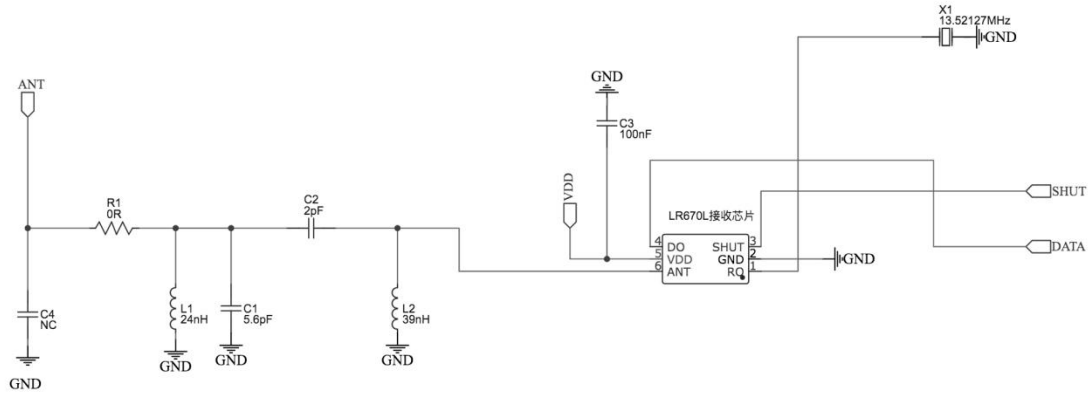 X1
13.52127MHz
GND
ANT
GND
C3
100nF
VDD
SHUT
R1
0R
C2
2pF
LR670L接收芯片
4 DO SHUT 3
5 VDD GND 2
6 ANT RO 1
DATA
GND
C4
NC
L1
24nH
C1
5.6pF
L2
39nH
GND
GND
GND
GND